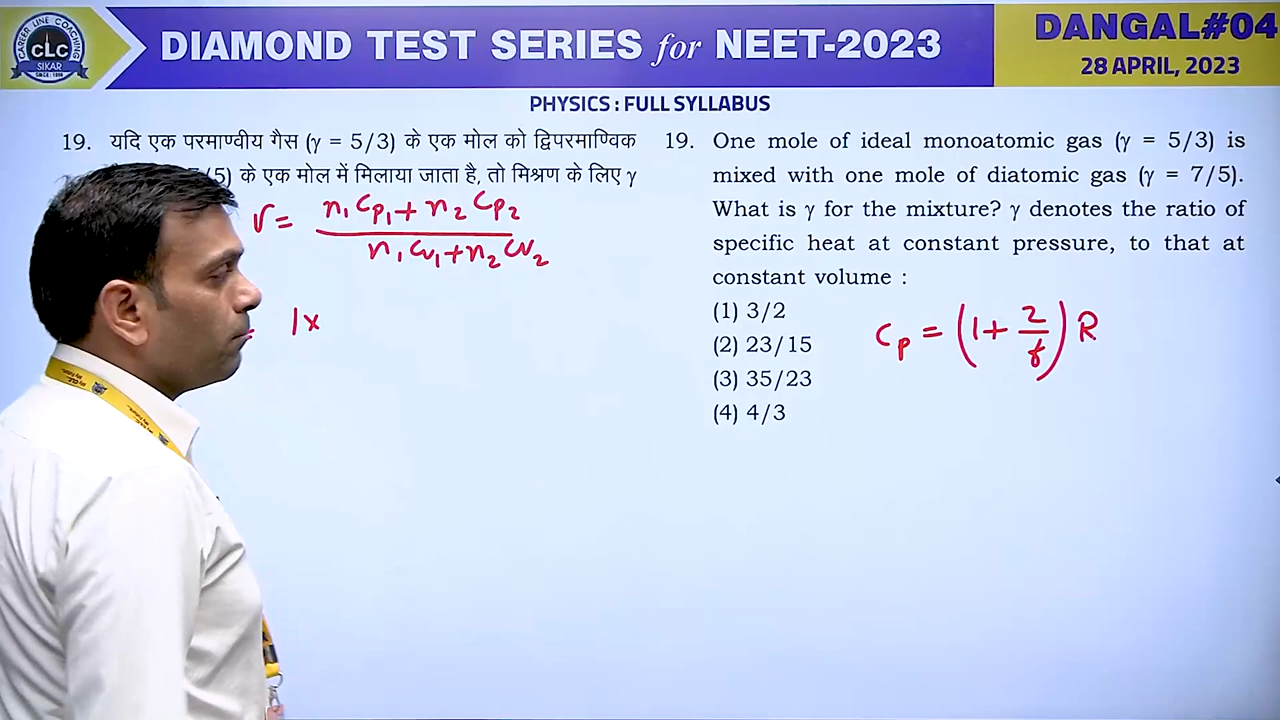 CAREER LINE COACHING
CLC
SIKAR
SINCE : 1996
DIAMOND TEST SERIES for NEET-2023
DANGAL#04
28 APRIL, 2023
PHYSICS : FULL SYLLABUS
19. यदि एक परमाण्वीय गैस (γ = 5/3) के एक मोल को द्विपरमाण्विक
7/5) के एक मोल में मिलाया जाता है, तो मिश्रण के लिए γ
γ = n₁Cp₁ + n₂Cp₂
n₁Cv₁ + n₂Cv₂
= 1×
19. One mole of ideal monoatomic gas (γ = 5/3) is
mixed with one mole of diatomic gas (γ = 7/5).
What is γ for the mixture? γ denotes the ratio of
specific heat at constant pressure, to that at
constant volume :
(1) 3/2
(2) 23/15
(3) 35/23
(4) 4/3
Cp = (1 + 2/f) R